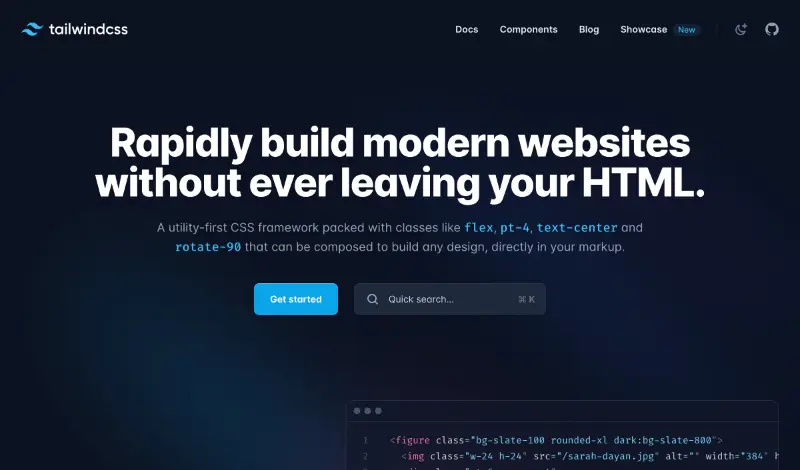 tailwindcss
Docs
Components
Blog
Showcase New
Rapidly build modern websites
without ever leaving your HTML.
A utility-first CSS framework packed with classes like flex, pt-4, text-center and
rotate-90 that can be composed to build any design, directly in your markup.
Get started
Quick search... ⌘ K
1 <figure class="bg-slate-100 rounded-xl dark:bg-slate-800">
2 <img class="w-24 h-24" src="/sarah-dayan.jpg" alt="" width="384" h